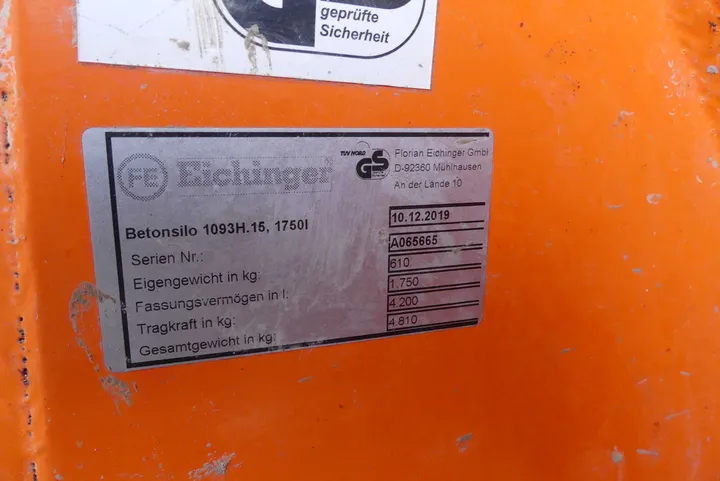 geprüfte
Sicherheit
FE Eichinger®
TÜV NORD
GS
Florian Eichinger GmbH
D-92360 Mühlhausen
An der Lände 10
Betonsilo 1093H.15, 1750l 10.12.2019
Serien Nr.: A065665
Eigengewicht in kg: 610
Fassungsvermögen in l: 1.750
Tragkraft in kg: 4.200
Gesamtgewicht in kg: 4.810